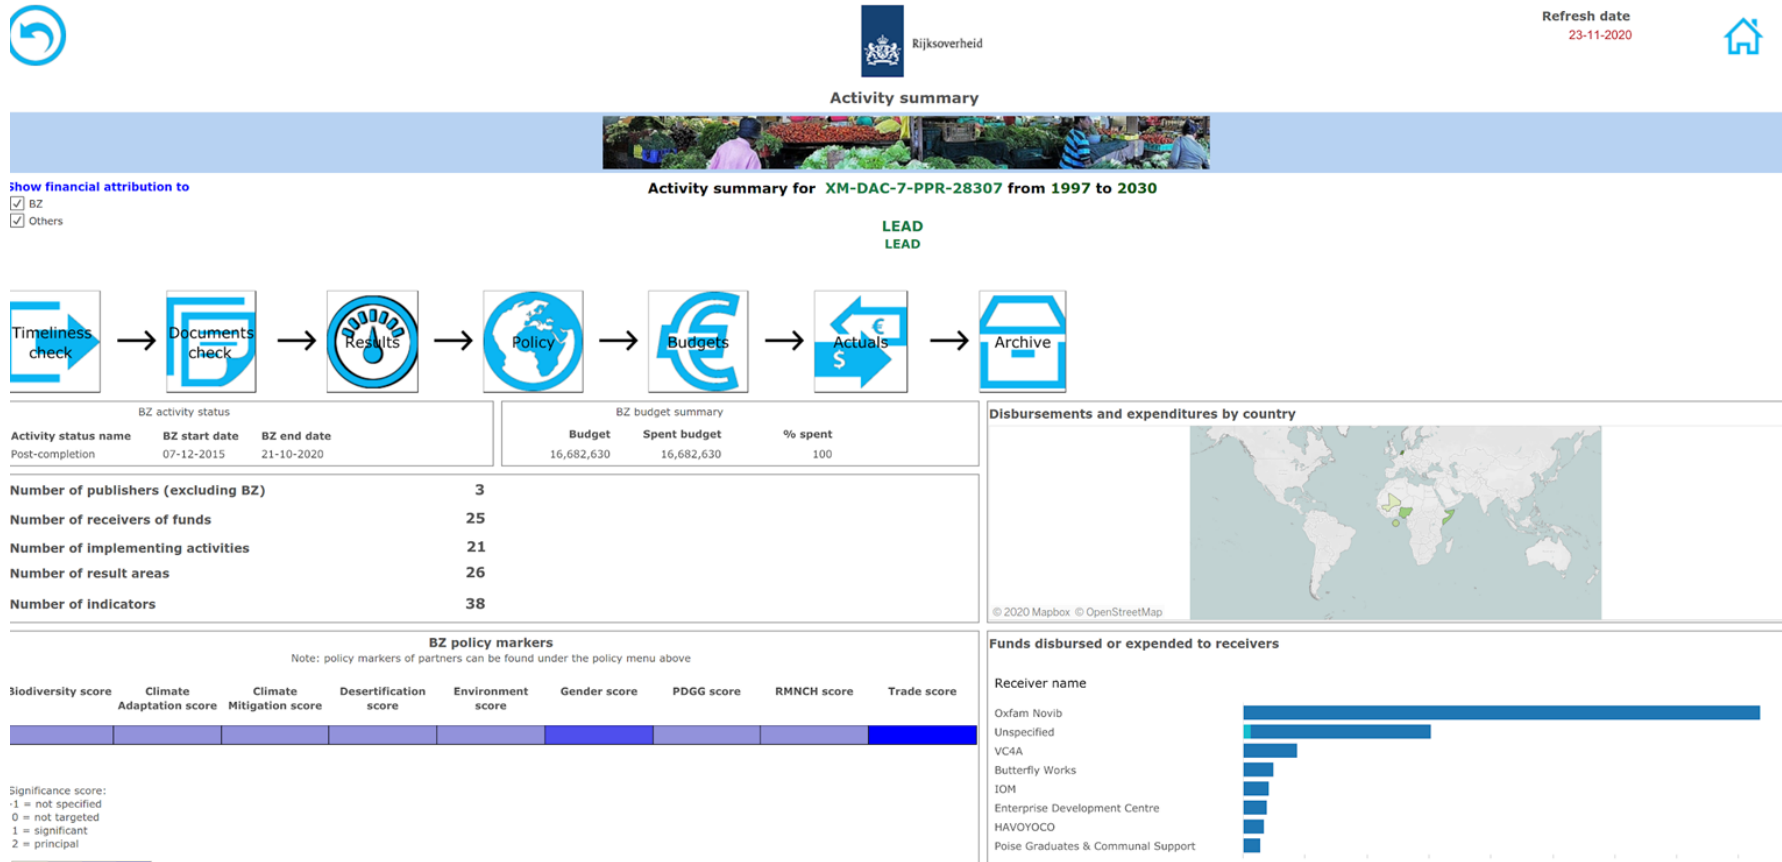 Rijksoverheid
Refresh date
23-11-2020
Activity summary
Show financial attribution to
BZ
Others
Activity summary for XM-DAC-7-PPR-28307 from 1997 to 2030
LEAD
LEAD
Timeliness check
Documents check
Results
Policy
Budgets
Actuals
Archive
BZ activity status
Activity status name BZ start date BZ end date
Post-completion 07-12-2015 21-10-2020
BZ budget summary
Budget Spent budget % spent
16,682,630 16,682,630 100
Number of publishers (excluding BZ) 3
Number of receivers of funds 25
Number of implementing activities 21
Number of result areas 26
Number of indicators 38
Disbursements and expenditures by country
© 2020 Mapbox © OpenStreetMap
BZ policy markers
Note: policy markers of partners can be found under the policy menu above
Biodiversity score Climate Adaptation score Climate Mitigation score Desertification score Environment score Gender score PDGG score RMNCH score Trade score
Significance score:
-1 = not specified
0 = not targeted
1 = significant
2 = principal
Funds disbursed or expended to receivers
Receiver name
Oxfam Novib
Unspecified
VC4A
Butterfly Works
IOM
Enterprise Development Centre
HAVOYOCO
Poise Graduates & Communal Support